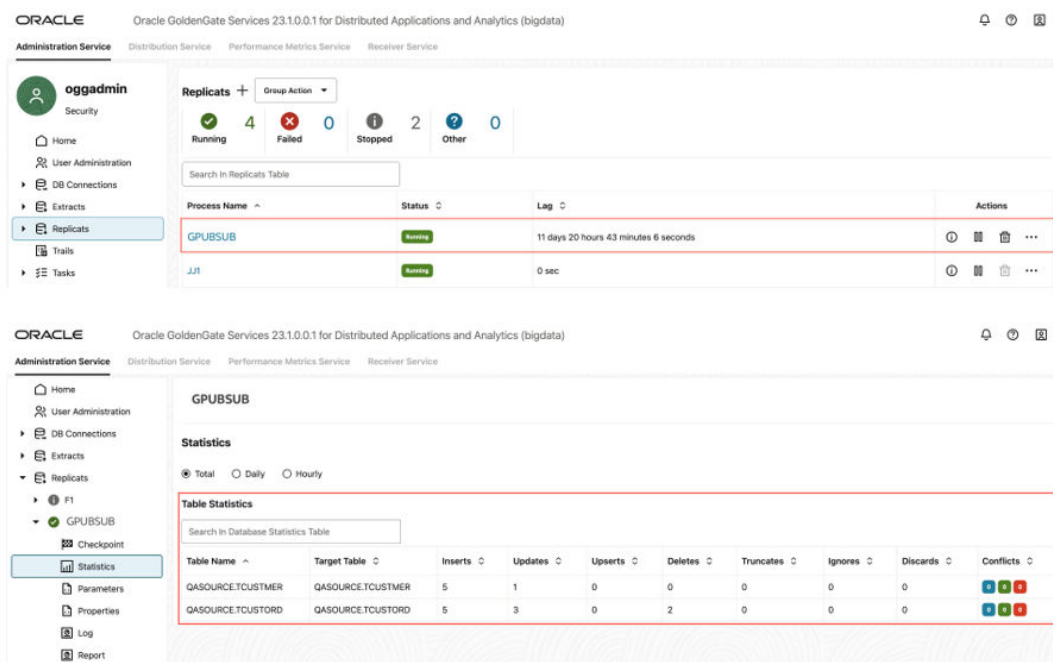 ORACLE Oracle GoldenGate Services 23.1.0.0.1 for Distributed Applications and Analytics (bigdata)
Administration Service Distribution Service Performance Metrics Service Receiver Service
oggadmin
Security
Home
User Administration
DB Connections
Extracts
Replicats
Trails
Tasks
Replicats + Group Action
4 0 2 0
Running Failed Stopped Other
Search In Replicats Table
Process Name Status Lag Actions
GPUBSUB Running 11 days 20 hours 43 minutes 6 seconds
JJ1 Running 0 sec
ORACLE Oracle GoldenGate Services 23.1.0.0.1 for Distributed Applications and Analytics (bigdata)
Administration Service Distribution Service Performance Metrics Service Receiver Service
Home
User Administration
DB Connections
Extracts
Replicats
F1
GPUBSUB
Checkpoint
Statistics
Parameters
Properties
Log
Report
GPUBSUB
Statistics
Total Daily Hourly
Table Statistics
Search In Database Statistics Table
Table Name Target Table Inserts Updates Upserts Deletes Truncates Ignores Discards Conflicts
QASOURCE.TCUSTMER QASOURCE.TCUSTMER 5 1 0 0 0 0 0 0 0 0
QASOURCE.TCUSTORD QASOURCE.TCUSTORD 5 3 0 2 0 0 0 0 0 0